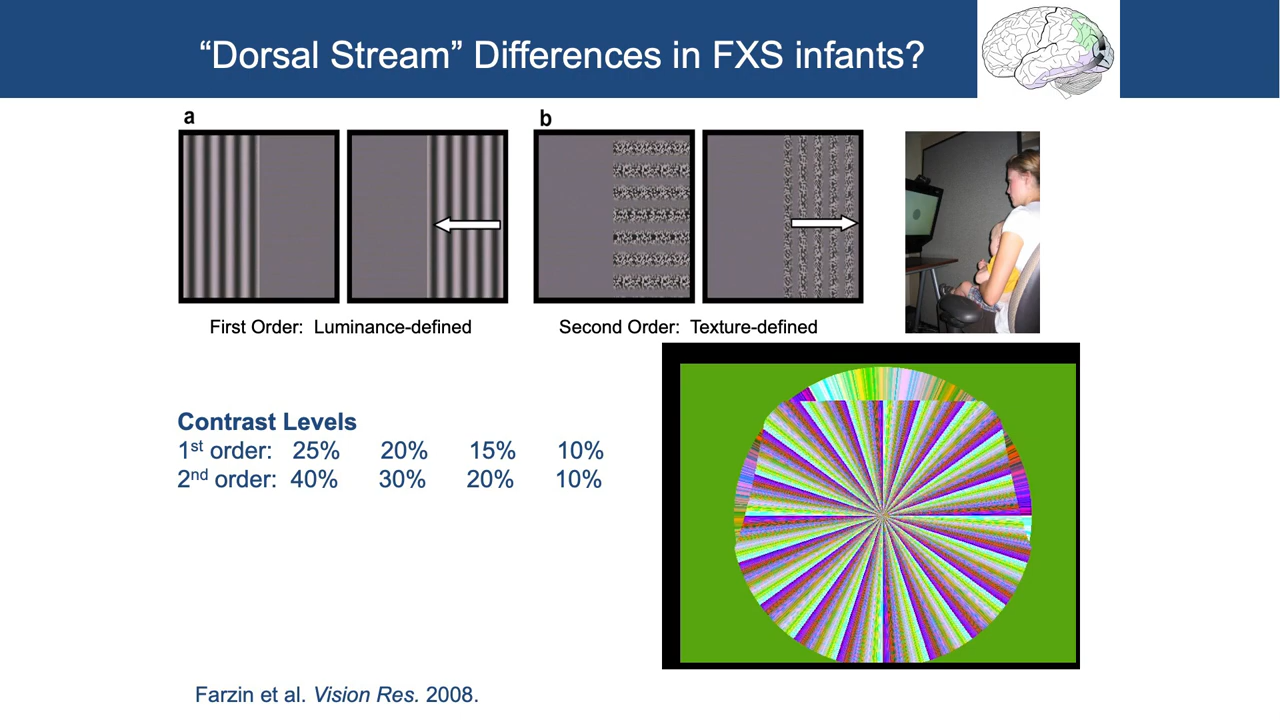 “Dorsal Stream” Differences in FXS infants?
a
b
First Order: Luminance-defined
Second Order: Texture-defined
Contrast Levels
1st order: 25% 20% 15% 10%
2nd order: 40% 30% 20% 10%
Farzin et al. Vision Res. 2008.